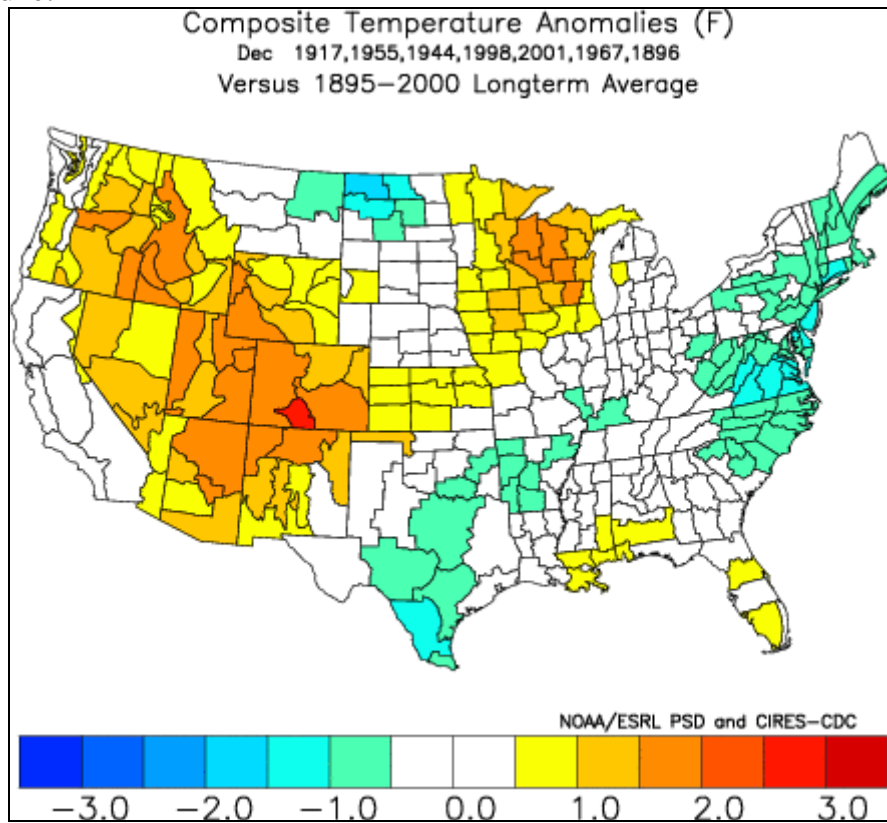 Composite Temperature Anomalies (F)
Dec 1917,1955,1944,1998,2001,1967,1896
Versus 1895-2000 Longterm Average
NOAA/ESRL PSD and CIRES-CDC
-3.0 -2.0 -1.0 0.0 1.0 2.0 3.0